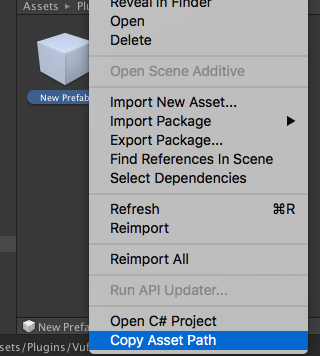 Assets ▸ Plu
Reveal in Finder
Open
Delete
New Prefab
Open Scene Additive
Import New Asset...
Import Package ▶
Export Package...
Find References In Scene
Select Dependencies
Refresh ⌘R
Reimport
Reimport All
Run API Updater...
Open C# Project
New Prefa
Copy Asset Path
sets/Plugins/Vuf